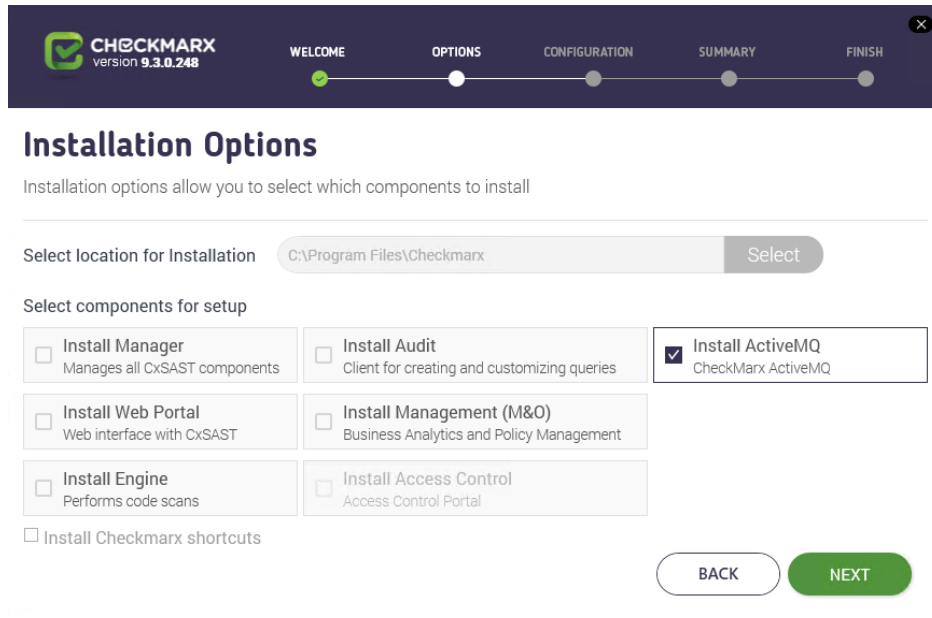 CHECKMARX
version 9.3.0.248
WELCOME
OPTIONS
CONFIGURATION
SUMMARY
FINISH
Installation Options
Installation options allow you to select which components to install
Select location for Installation
C:\Program Files\Checkmarx
Select
Select components for setup
Install Manager
Manages all CxSAST components
Install Audit
Client for creating and customizing queries
Install ActiveMQ
CheckMarx ActiveMQ
Install Web Portal
Web interface with CxSAST
Install Management (M&O)
Business Analytics and Policy Management
Install Engine
Performs code scans
Install Access Control
Access Control Portal
Install Checkmarx shortcuts
BACK
NEXT